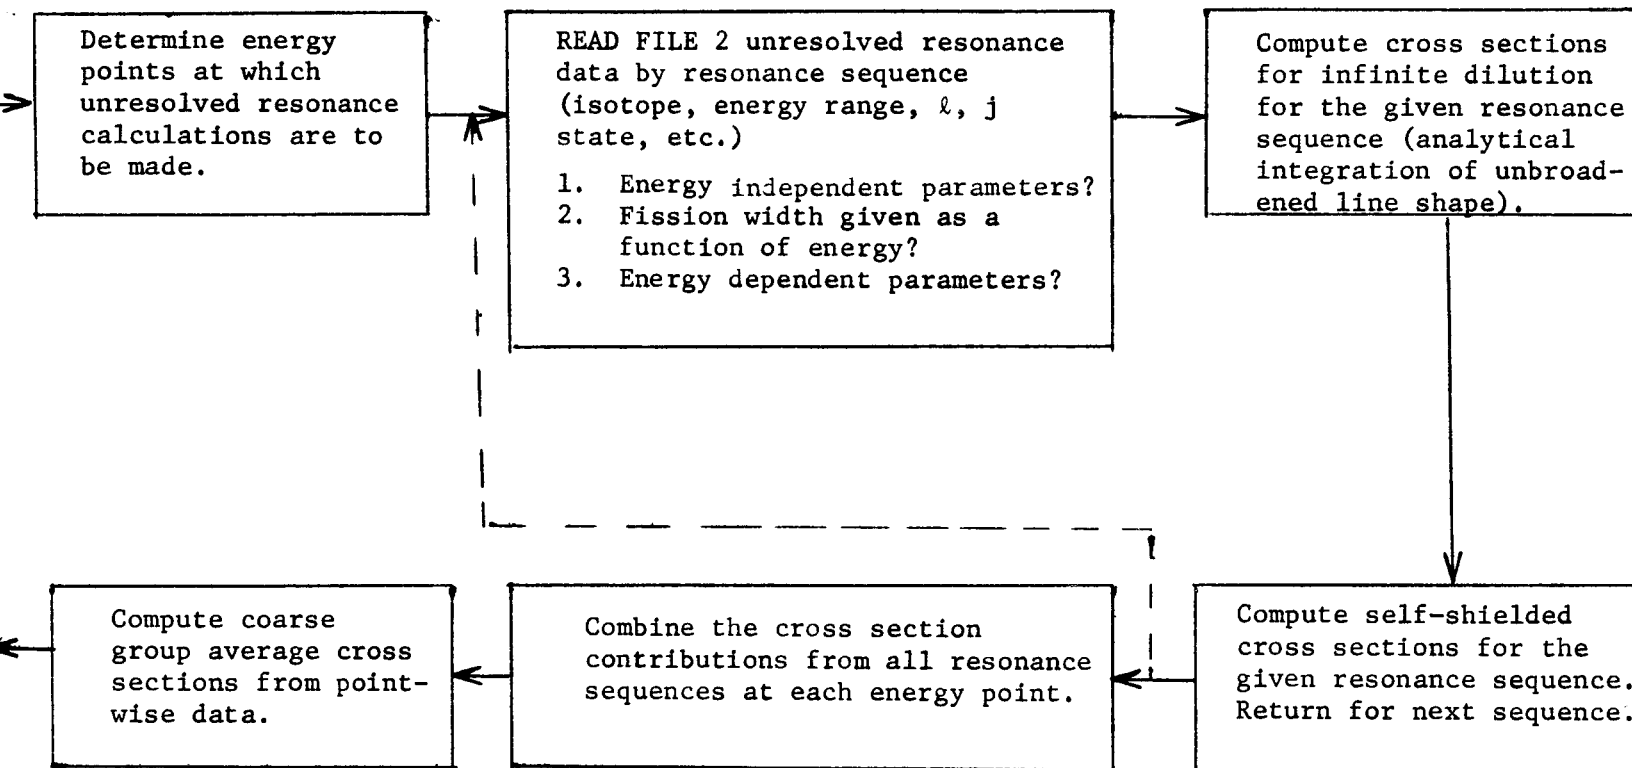 Determine energy
points at which
unresolved resonance
calculations are to
be made.
READ FILE 2 unresolved resonance
data by resonance sequence
(isotope, energy range, ℓ, j
state, etc.)
1. Energy independent parameters?
2. Fission width given as a
function of energy?
3. Energy dependent parameters?
Compute cross sections
for infinite dilution
for the given resonance
sequence (analytical
integration of unbroad-
ened line shape).
Compute self-shielded
cross sections for the
given resonance sequence.
Return for next sequence.
Combine the cross section
contributions from all resonance
sequences at each energy point.
Compute coarse
group average cross
sections from point-
wise data.